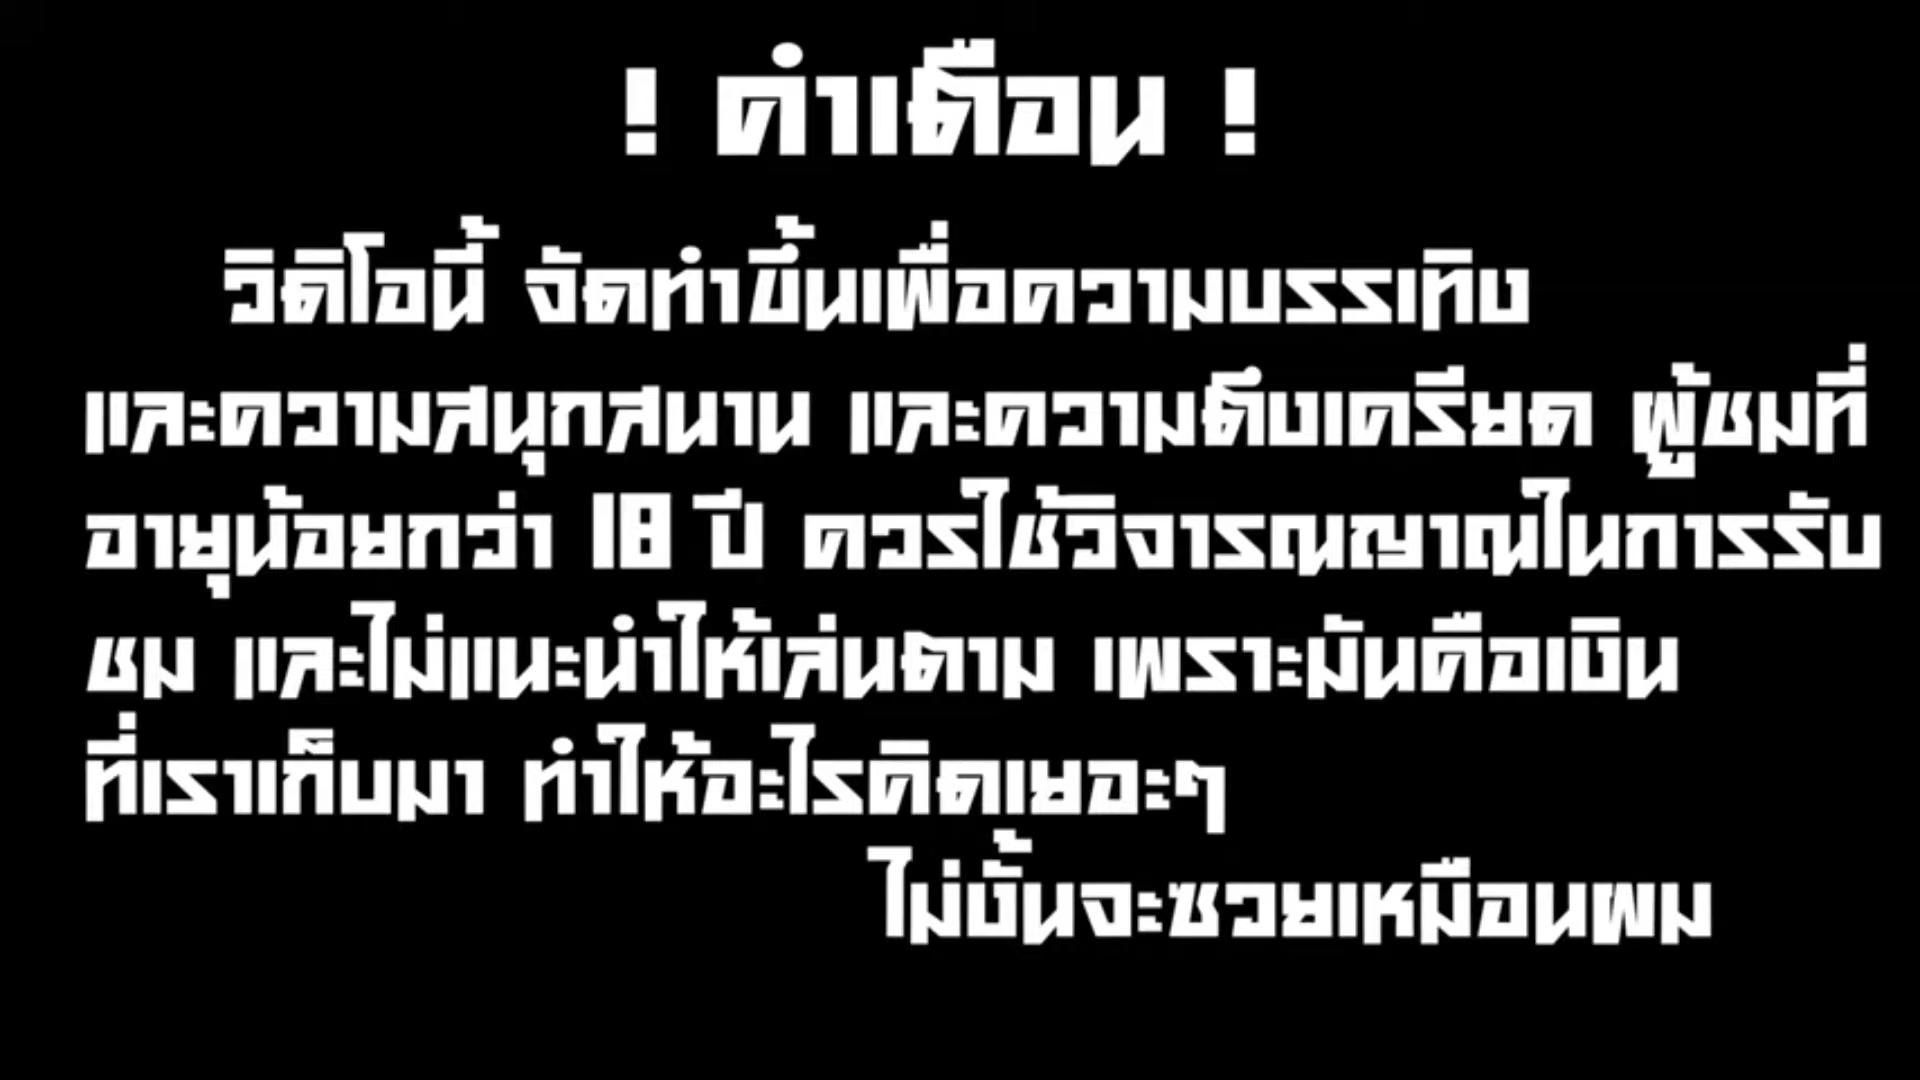 ! คำเตือน !
วิดิโอนี้ จัดทำขึ้นเพื่อความบรรเทิง
และความสนุกสนาน และความตึงเครียด ผู้ชมที่
อายุน้อยกว่า 18 ปี ควรใช้วิจารณญาณในการรับ
ชม และไม่แนะนำให้เล่นตาม เพราะมันคือเงิน
ที่เราเก็บมา ทำให้อะไรคิดเยอะๆ
ไม่งั้นจะซวยเหมือนผม